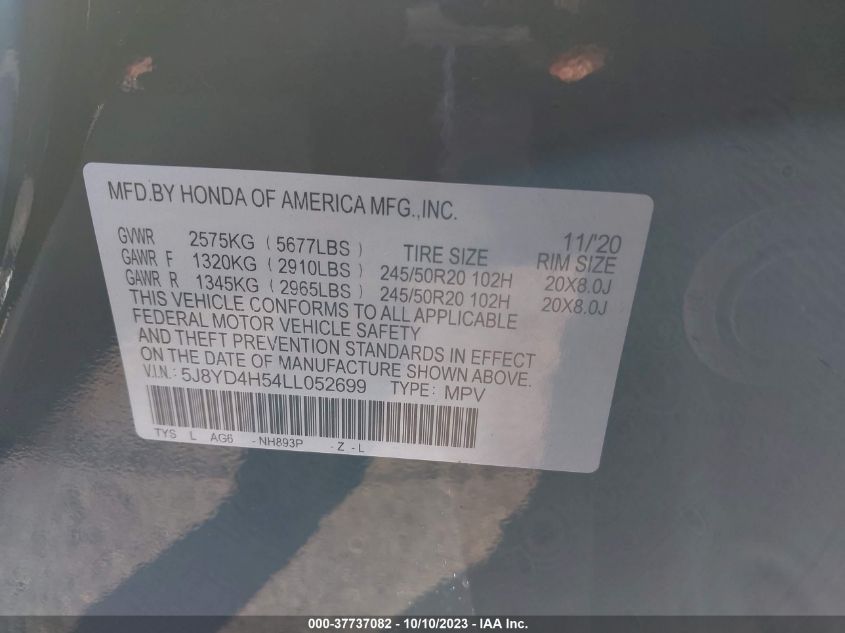 MFD.BY HONDA OF AMERICA MFG.,INC.
11/'20
GVWR 2575KG (5677LBS) TIRE SIZE RIM SIZE
GAWR F 1320KG (2910LBS) 245/50R20 102H 20X8.0J
GAWR R 1345KG (2965LBS) 245/50R20 102H 20X8.0J
THIS VEHICLE CONFORMS TO ALL APPLICABLE
FEDERAL MOTOR VEHICLE SAFETY
AND THEFT PREVENTION STANDARDS IN EFFECT
ON THE DATE OF MANUFACTURE SHOWN ABOVE.
V.I.N.: 5J8YD4H54LL052699 TYPE: MPV
TYS L AG6 -NH893P -Z -L
000-37737082 - 10/10/2023 - IAA Inc.